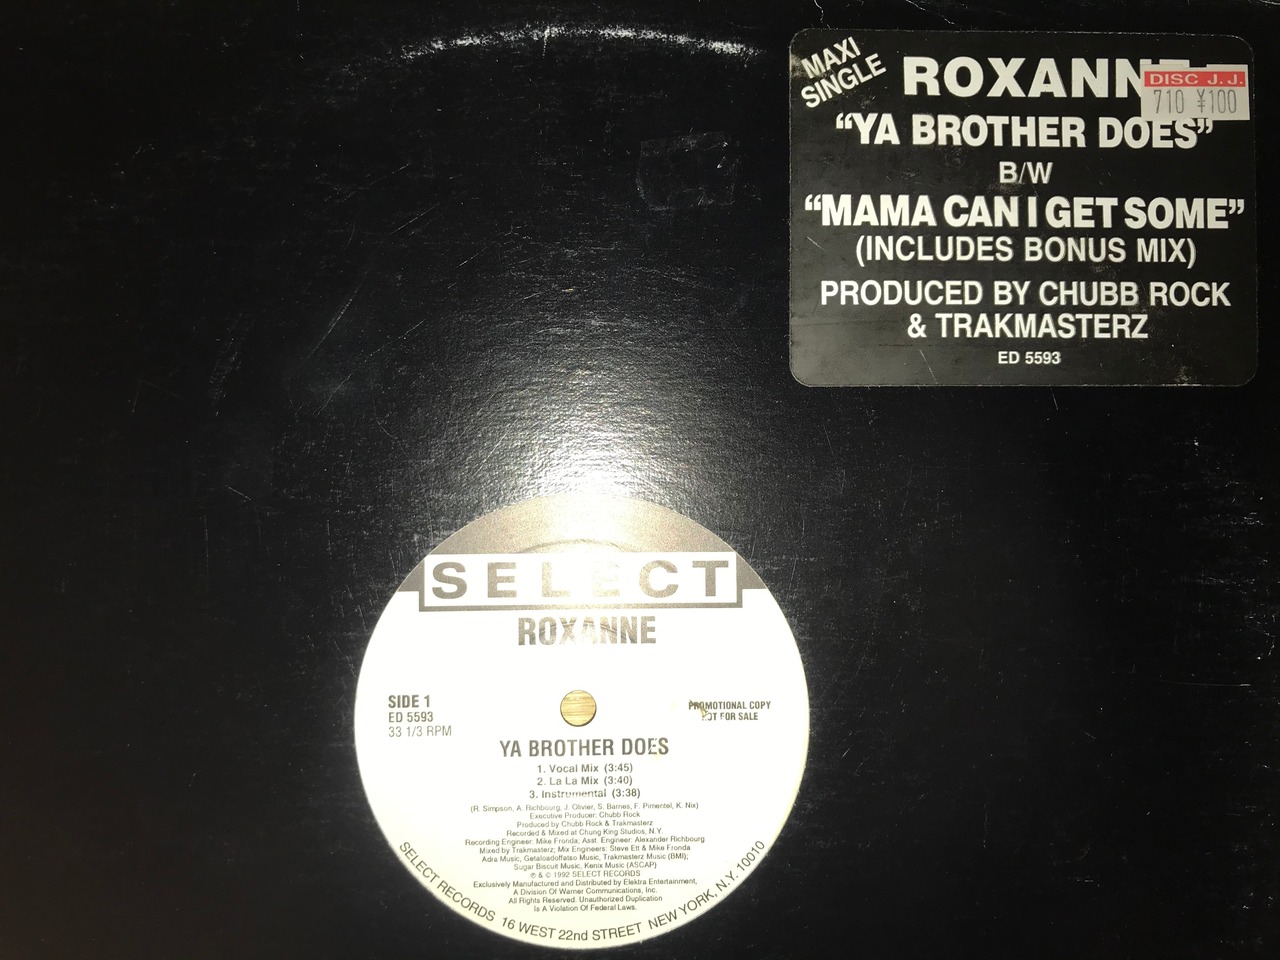 MAXI
SINGLE
ROXANN
DISC J.J.
710 ¥100
“YA BROTHER DOES”
B/W
“MAMA CAN I GET SOME”
(INCLUDES BONUS MIX)
PRODUCED BY CHUBB ROCK
& TRAKMASTERZ
ED 5593
SELECT
ROXANNE
SIDE 1
ED 5593
33 1/3 RPM
PROMOTIONAL COPY
NOT FOR SALE
YA BROTHER DOES
1. Vocal Mix (3:45)
2. La La Mix (3:40)
3. Instrumental (3:38)
(R. Simpson, A. Richbourg, J. Olivier, S. Barnes, F. Pimentel, K. Nix)
Executive Producer: Chubb Rock
Produced by Chubb Rock & Trakmasterz
Recorded & Mixed at Chung King Studios, N.Y.
Recording Engineer: Mike Fronda; Asst. Engineer: Alexander Richbourg
Mixed by Trakmasterz; Mix Engineers: Steve Ett & Mike Fronda
Adra Music, Getaloadoffatso Music, Trakmasterz Music (BMI);
Sugar Biscuit Music, Kenix Music (ASCAP)
℗ & © 1992 SELECT RECORDS
Exclusively Manufactured and Distributed by Elektra Entertainment,
A Division Of Warner Communications, Inc.
All Rights Reserved. Unauthorized Duplication
Is A Violation Of Federal Laws.
SELECT RECORDS 16 WEST 22nd STREET NEW YORK, N.Y. 10010